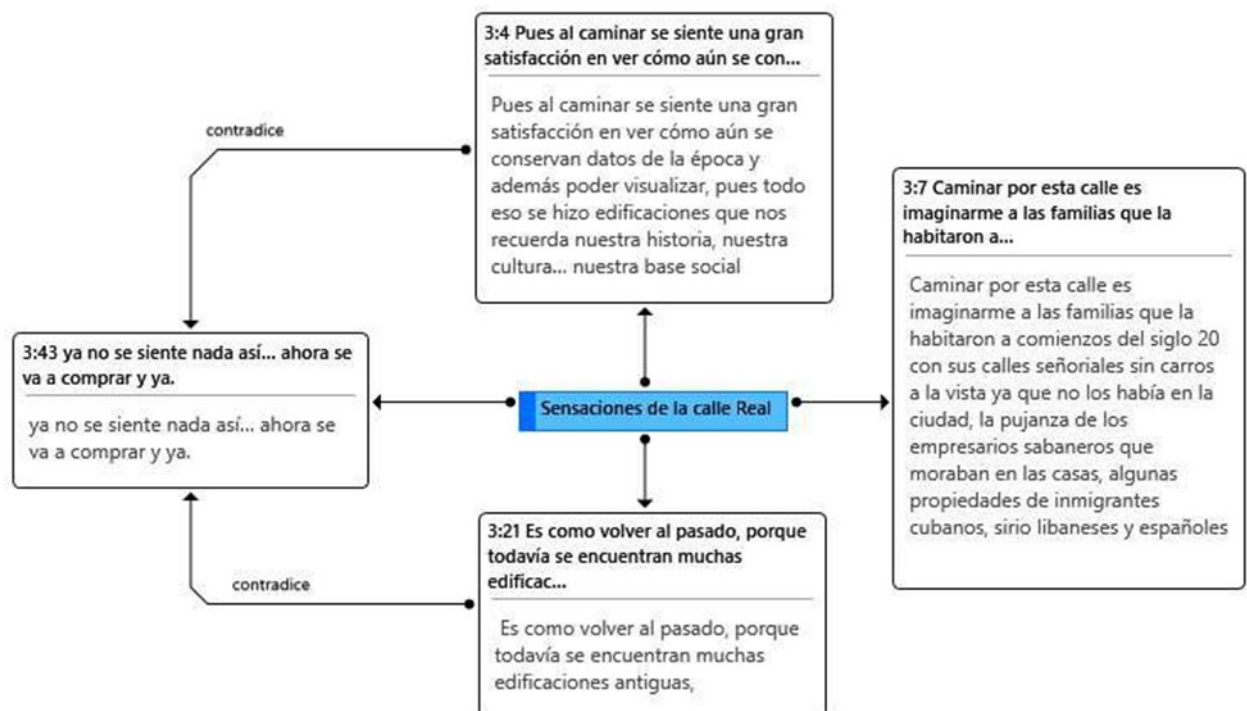 3:4 Pues al caminar se siente una gran
satisfacción en ver cómo aún se con...
Pues al caminar se siente una gran
satisfacción en ver cómo aún se
conservan datos de la época y
además poder visualizar, pues todo
eso se hizo edificaciones que nos
recuerda nuestra historia, nuestra
cultura... nuestra base social
contradice
3:7 Caminar por esta calle es
imaginarme a las familias que la
habitaron a...
Caminar por esta calle es
imaginarme a las familias que la
habitaron a comienzos del siglo 20
con sus calles señoriales sin carros
a la vista ya que no los había en la
ciudad, la pujanza de los
empresarios sabaneros que
moraban en las casas, algunas
propiedades de inmigrantes
cubanos, sirio libaneses y españoles
3:43 ya no se siente nada así... ahora se
va a comprar y ya.
ya no se siente nada así... ahora se
va a comprar y ya.
Sensaciones de la calle Real
3:21 Es como volver al pasado, porque
todavía se encuentran muchas
edificac...
Es como volver al pasado, porque
todavía se encuentran muchas
edificaciones antiguas,
contradice